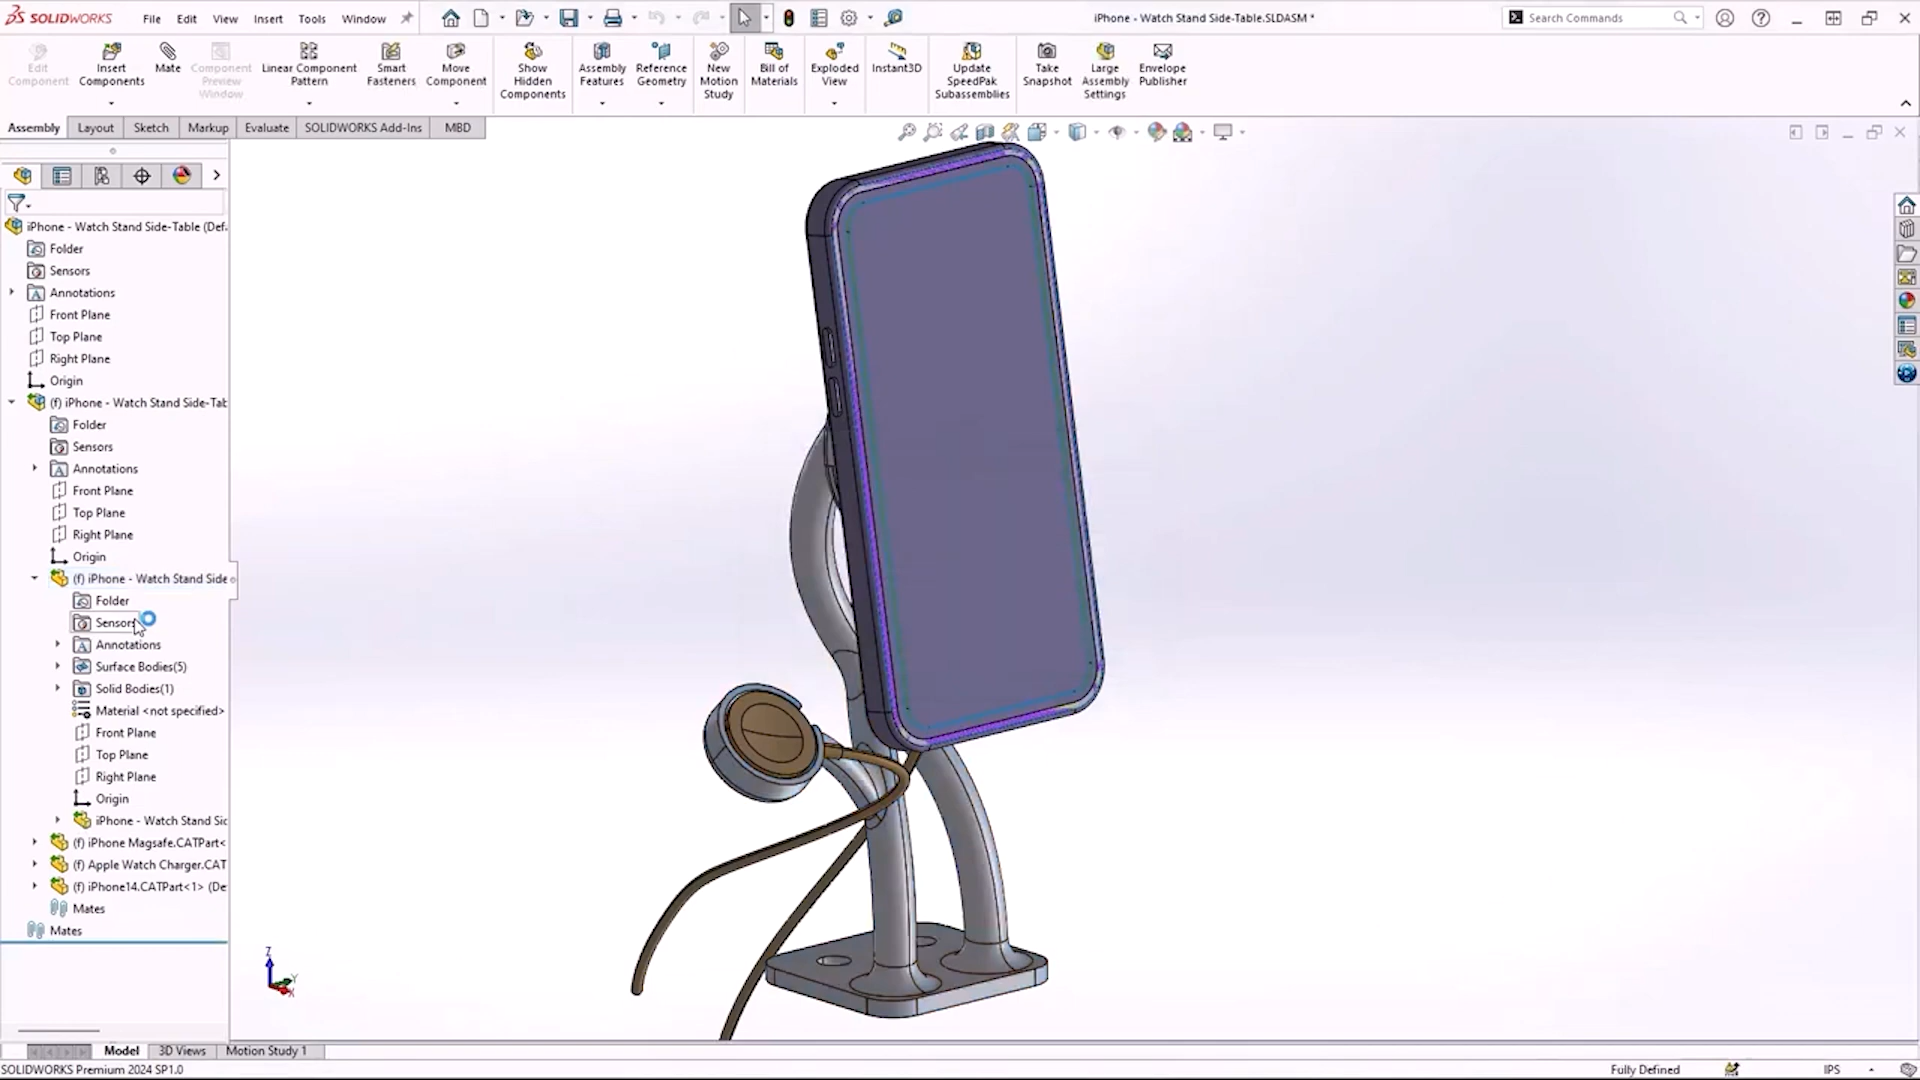 SOLIDWORKS
File
Edit
View
Insert
Tools
Window
iPhone - Watch Stand Side-Table.SLDASM *
Search Commands
Edit
Component
Insert
Components
Mate
Component
Preview
Window
Linear Component
Pattern
Smart
Fasteners
Move
Component
Show
Hidden
Components
Assembly
Features
Reference
Geometry
New
Motion
Study
Bill of
Materials
Exploded
View
Instant3D
Update
SpeedPak
Subassemblies
Take
Snapshot
Large
Assembly
Settings
Envelope
Publisher
Assembly
Layout
Sketch
Markup
Evaluate
SOLIDWORKS Add-Ins
MBD
iPhone - Watch Stand Side-Table (Def
Folder
Sensors
Annotations
Front Plane
Top Plane
Right Plane
Origin
(f) iPhone - Watch Stand Side-Tab
Folder
Sensors
Annotations
Front Plane
Top Plane
Right Plane
Origin
(f) iPhone - Watch Stand Side
Folder
Sensors
Annotations
Surface Bodies(5)
Solid Bodies(1)
Material <not specified>
Front Plane
Top Plane
Right Plane
Origin
iPhone - Watch Stand Sid
(f) iPhone Magsafe.CATPart<
(f) Apple Watch Charger.CAT
(f) iPhone14.CATPart<1> (De
Mates
Mates
Z
Y
X
Model
3D Views
Motion Study 1
SOLIDWORKS Premium 2024 SP1.0
Fully Defined
IPS